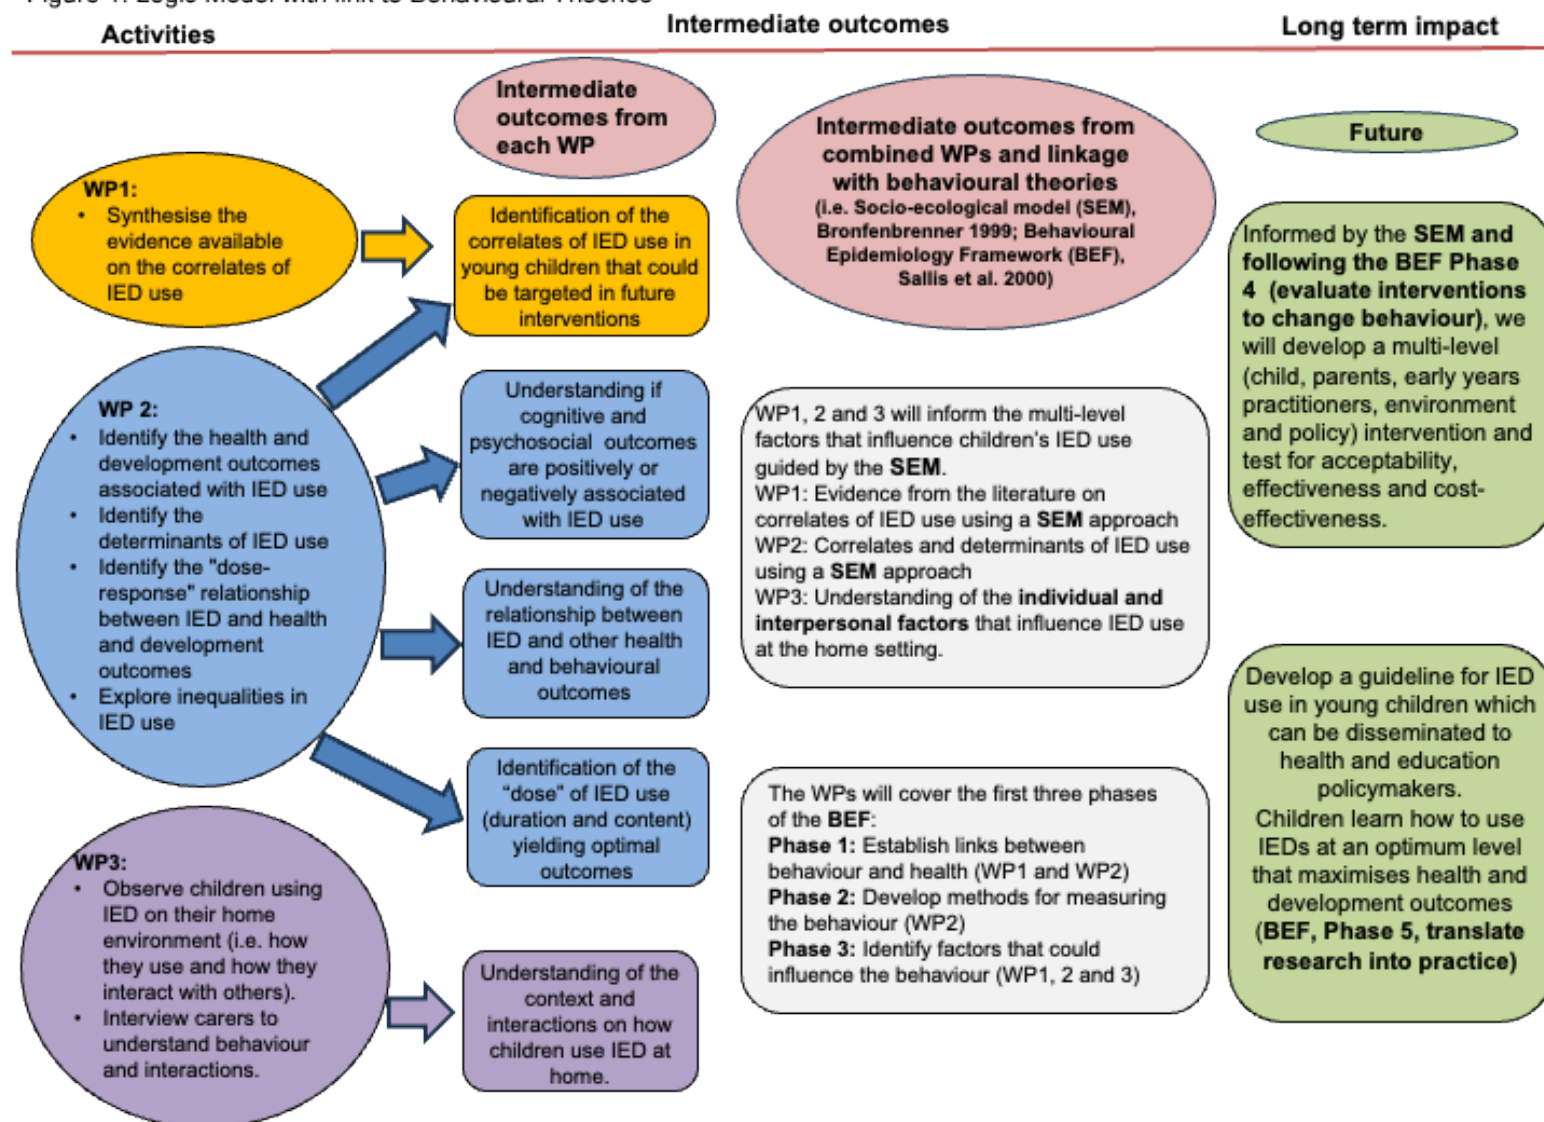 Figure 1: Logic Model with link to Behavioural Theories
Activities
Intermediate outcomes
Long term impact
Intermediate
outcomes from
each WP
Intermediate outcomes from
combined WPs and linkage
with behavioural theories
(i.e. Socio-ecological model (SEM),
Bronfenbrenner 1999; Behavioural
Epidemiology Framework (BEF),
Sallis et al. 2000)
Future
WP1:
• Synthesise the
evidence available
on the correlates of
IED use
Identification of the
correlates of IED use in
young children that could
be targeted in future
interventions
WP 2:
• Identify the health and
development outcomes
associated with IED use
• Identify the
determinants of IED use
• Identify the "dose-
response" relationship
between IED and health
and development
outcomes
• Explore inequalities in
IED use
Understanding if
cognitive and
psychosocial outcomes
are positively or
negatively associated
with IED use
Understanding of the
relationship between
IED and other health
and behavioural
outcomes
Identification of the
“dose” of IED use
(duration and content)
yielding optimal
outcomes
WP3:
• Observe children using
IED on their home
environment (i.e. how
they use and how they
interact with others).
• Interview carers to
understand behaviour
and interactions.
Understanding of the
context and
interactions on how
children use IED at
home.
WP1, 2 and 3 will inform the multi-level
factors that influence children's IED use
guided by the SEM.
WP1: Evidence from the literature on
correlates of IED use using a SEM approach
WP2: Correlates and determinants of IED use
using a SEM approach
WP3: Understanding of the individual and
interpersonal factors that influence IED use
at the home setting.
The WPs will cover the first three phases
of the BEF:
Phase 1: Establish links between
behaviour and health (WP1 and WP2)
Phase 2: Develop methods for measuring
the behaviour (WP2)
Phase 3: Identify factors that could
influence the behaviour (WP1, 2 and 3)
Informed by the SEM and
following the BEF Phase
4 (evaluate interventions
to change behaviour), we
will develop a multi-level
(child, parents, early years
practitioners, environment
and policy) intervention and
test for acceptability,
effectiveness and cost-
effectiveness.
Develop a guideline for IED
use in young children which
can be disseminated to
health and education
policymakers.
Children learn how to use
IEDs at an optimum level
that maximises health and
development outcomes
(BEF, Phase 5, translate
research into practice)